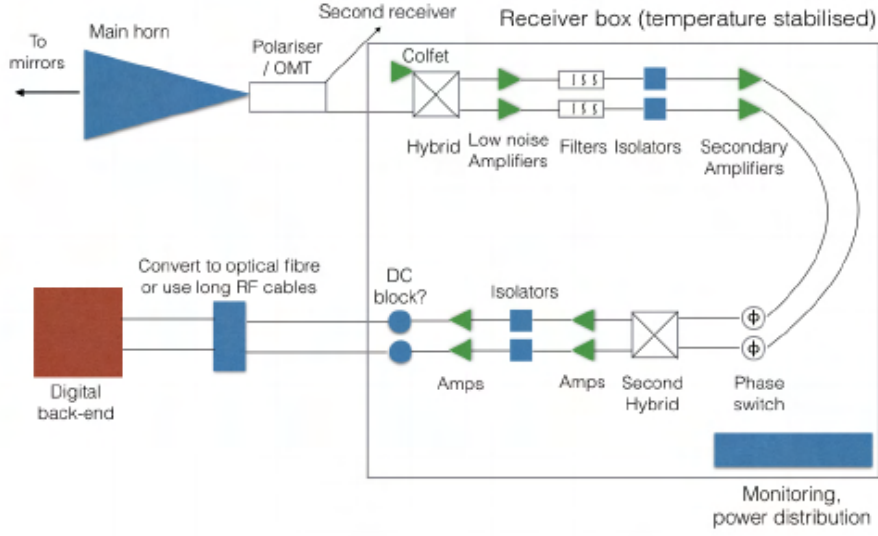 Second receiver
Receiver box (temperature stabilised)
Main horn
To
mirrors
Polariser
/ OMT
Colfet
Hybrid
Low noise
Amplifiers
Filters
Isolators
Secondary
Amplifiers
Convert to optical fibre
or use long RF cables
DC
block?
Isolators
ϕ
ϕ
Digital
back-end
Amps
Amps
Second
Hybrid
Phase
switch
Monitoring,
power distribution